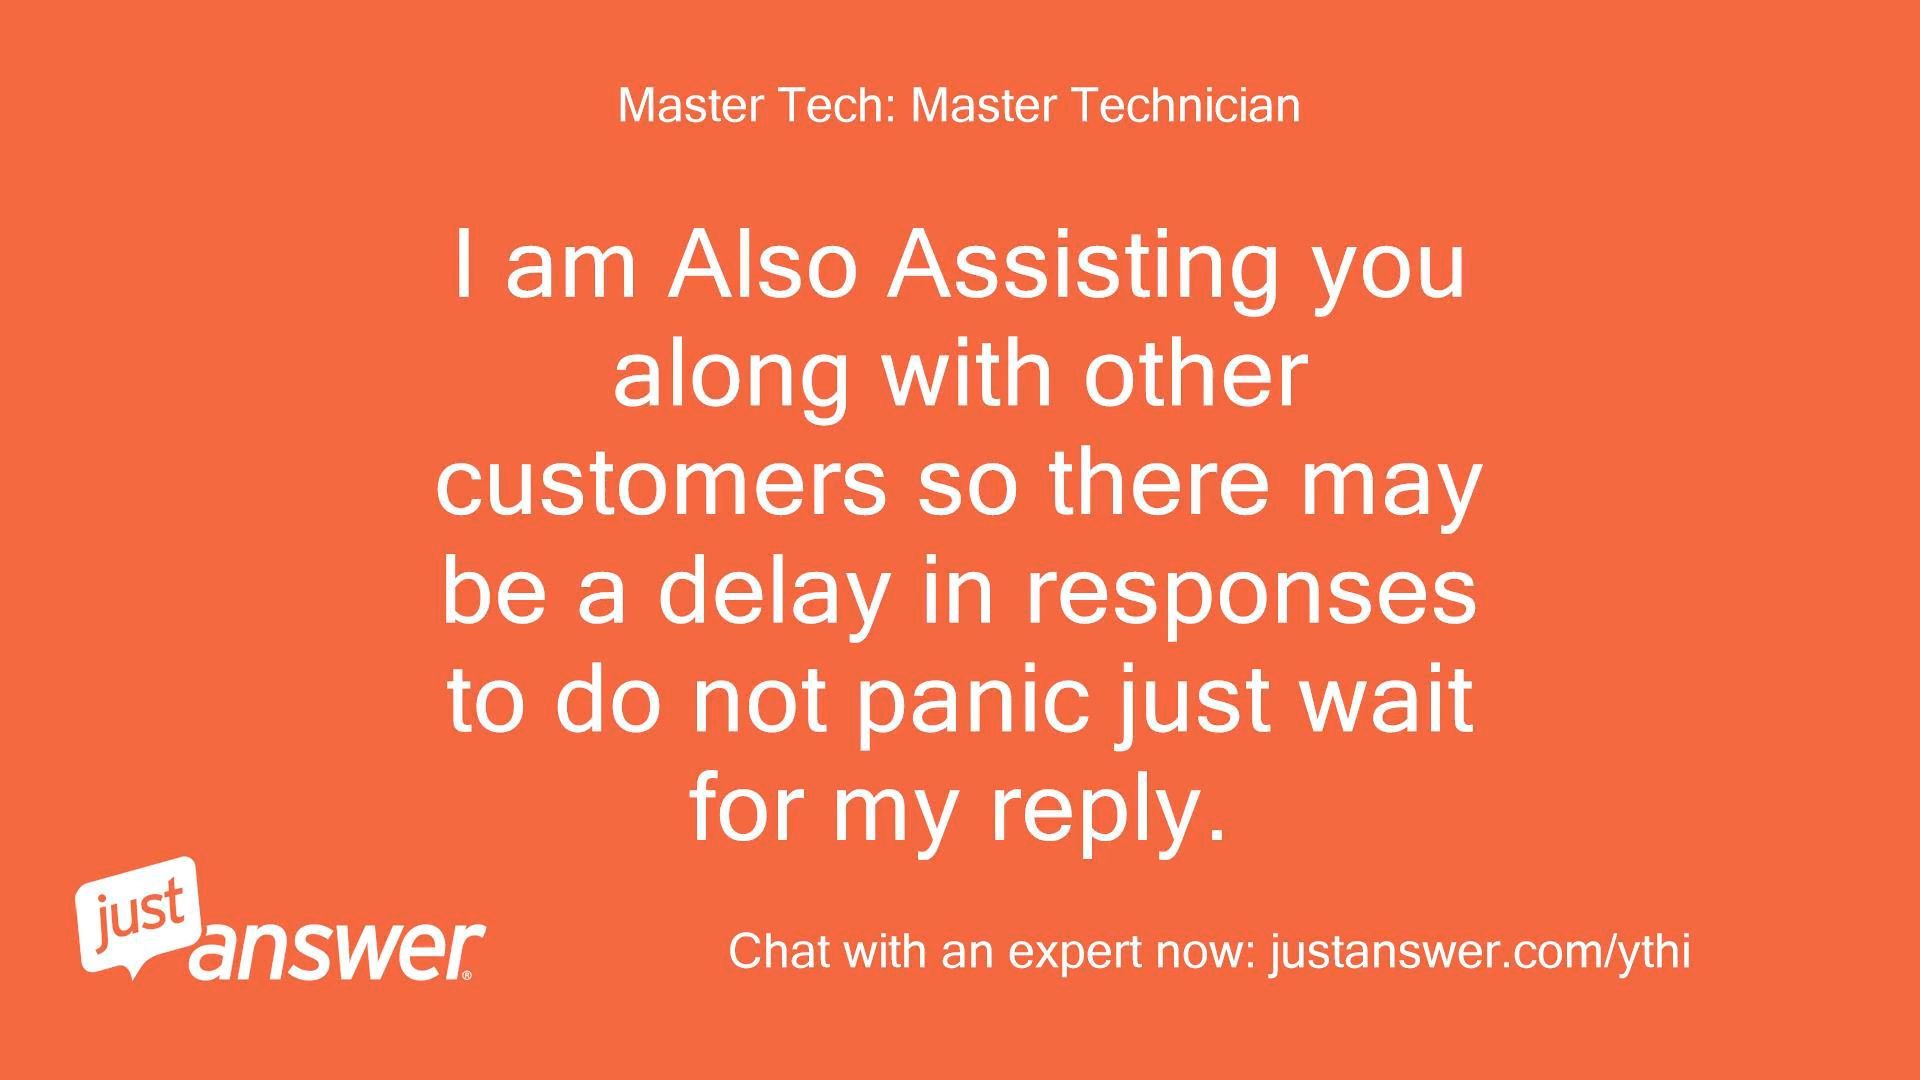 Master Tech: Master Technician
I am Also Assisting you
along with other
customers so there may
be a delay in responses
to do not panic just wait
for my reply.
just
answer®
Chat with an expert now: justanswer.com/ythi